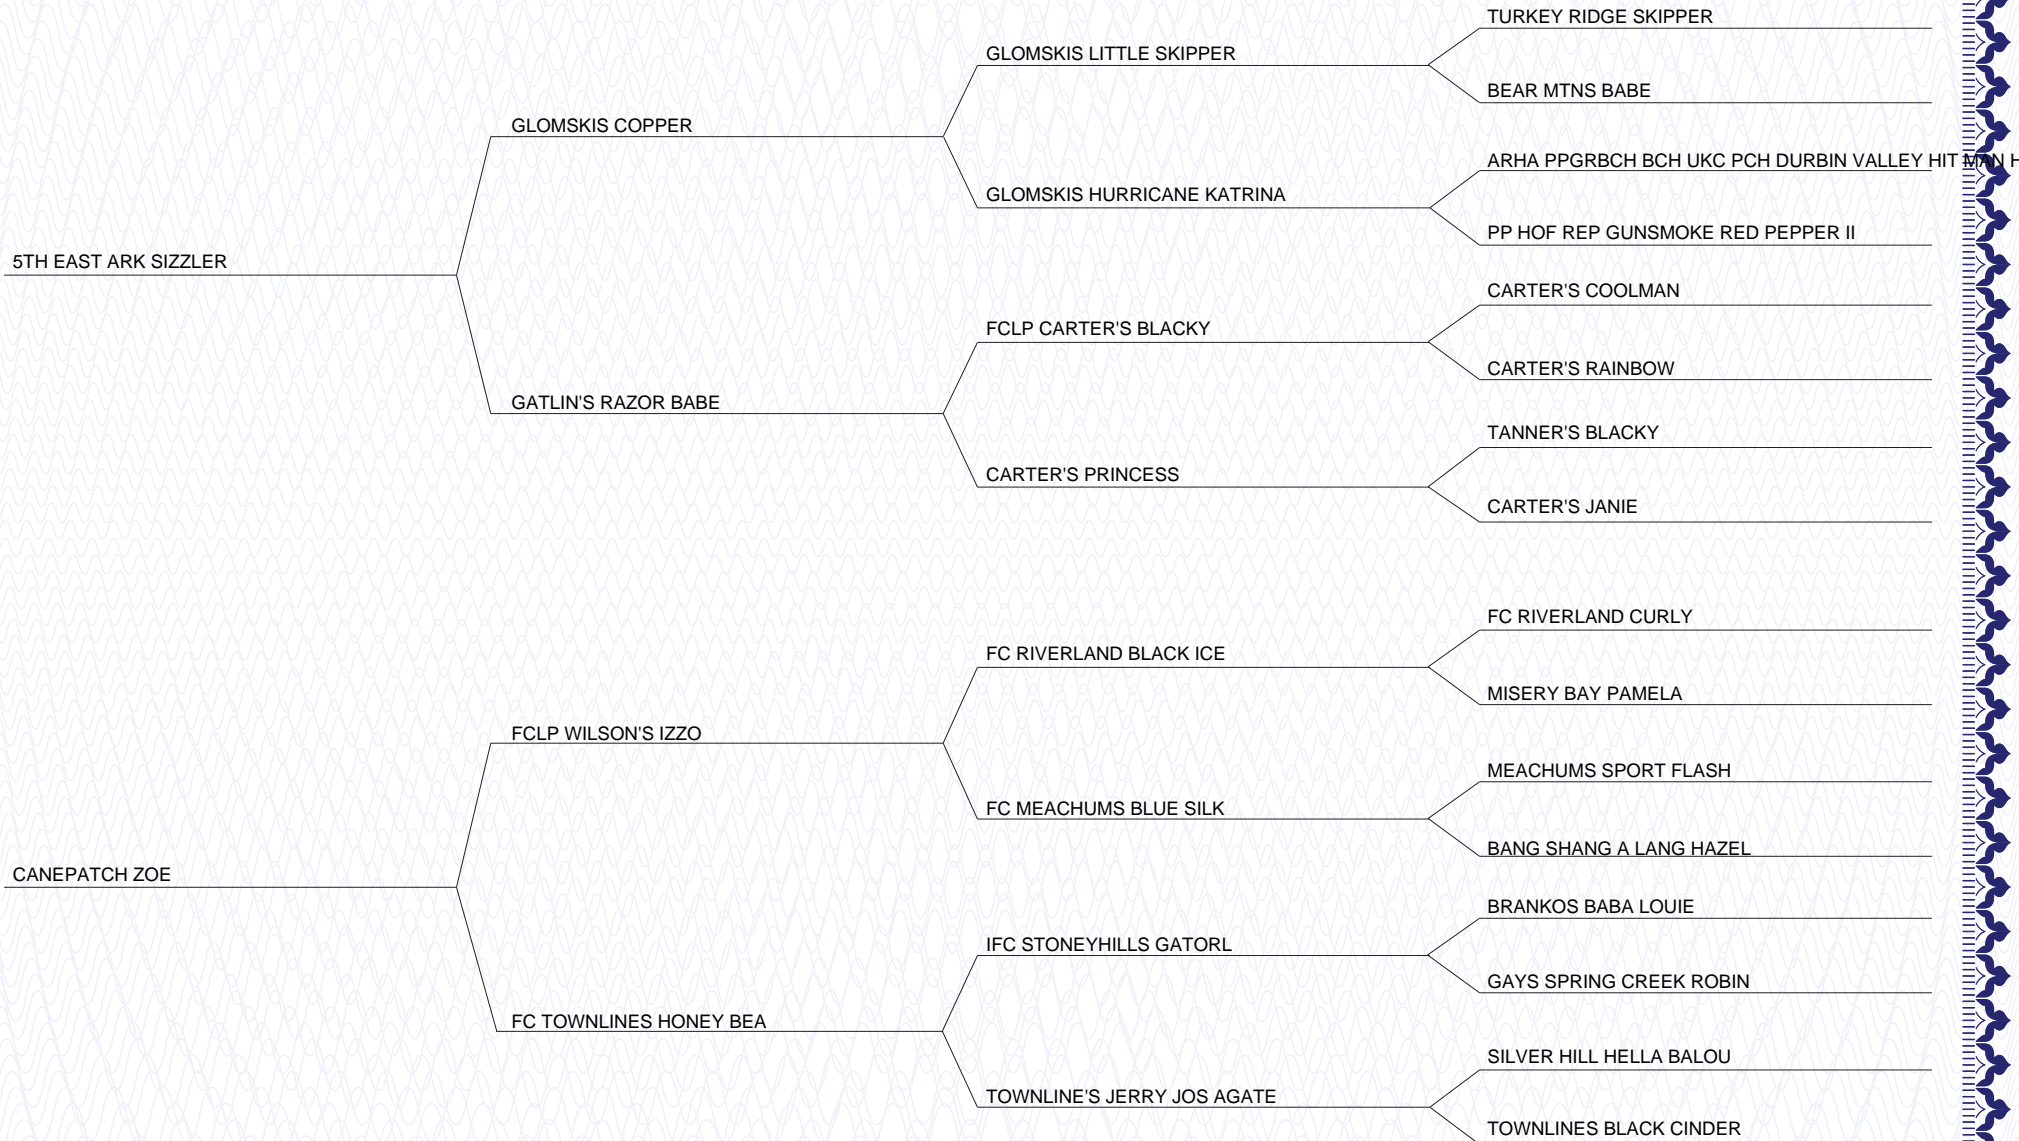 TURKEY RIDGE SKIPPER
GLOMSKIS LITTLE SKIPPER
BEAR MTNS BABE
GLOMSKIS COPPER
ARHA PPGRBCH BCH UKC PCH DURBIN VALLEY HIT MAN H
GLOMSKIS HURRICANE KATRINA
PP HOF REP GUNSMOKE RED PEPPER II
5TH EAST ARK SIZZLER
CARTER'S COOLMAN
FCLP CARTER'S BLACKY
CARTER'S RAINBOW
GATLIN'S RAZOR BABE
TANNER'S BLACKY
CARTER'S PRINCESS
CARTER'S JANIE
FC RIVERLAND CURLY
FC RIVERLAND BLACK ICE
MISERY BAY PAMELA
FCLP WILSON'S IZZO
MEACHUMS SPORT FLASH
FC MEACHUMS BLUE SILK
BANG SHANG A LANG HAZEL
CANEPATCH ZOE
BRANKOS BABA LOUIE
IFC STONEYHILLS GATORL
GAYS SPRING CREEK ROBIN
FC TOWNLINES HONEY BEA
SILVER HILL HELLA BALOU
TOWNLINE'S JERRY JOS AGATE
TOWNLINES BLACK CINDER